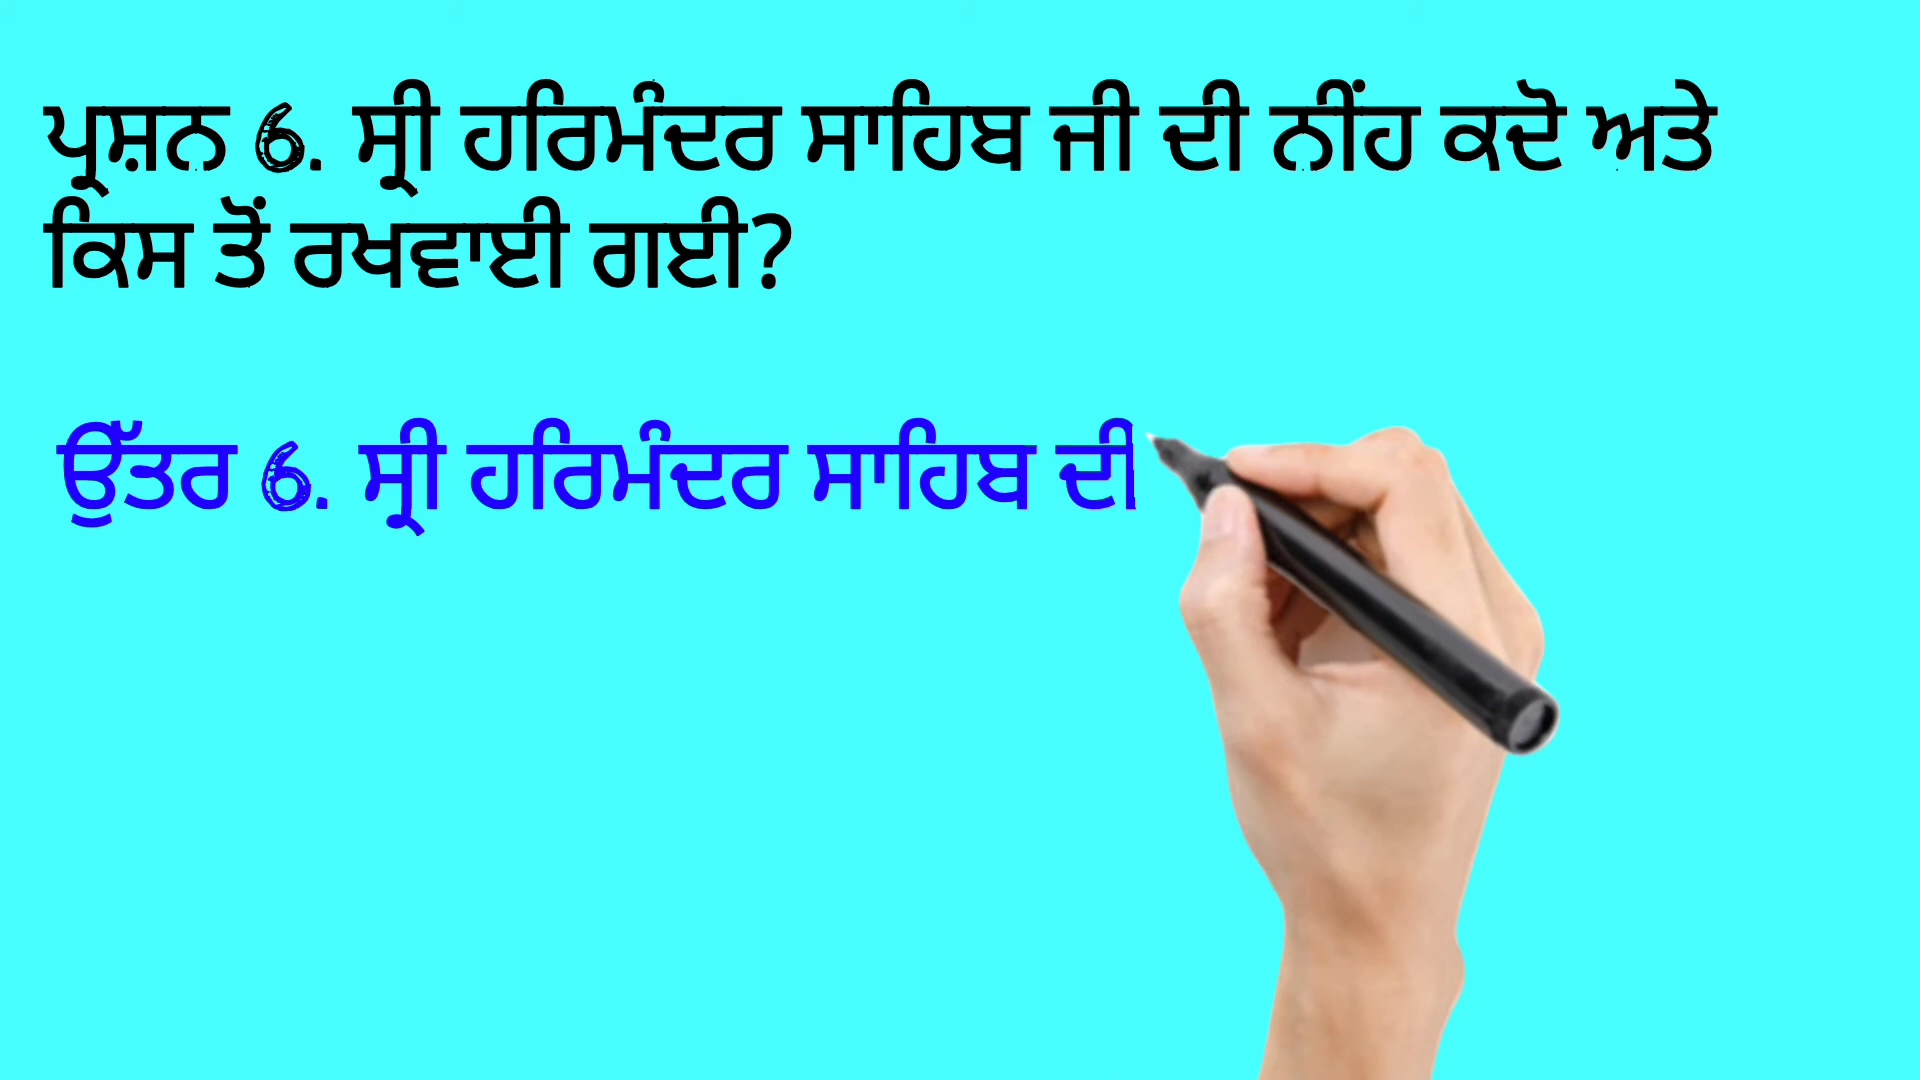 ਪ੍ਰਸ਼ਨ 6. ਸ੍ਰੀ ਹਰਿਮੰਦਰ ਸਾਹਿਬ ਜੀ ਦੀ ਨੀਂਹ ਕਦੋ ਅਤੇ
ਕਿਸ ਤੋਂ ਰਖਵਾਈ ਗਈ?
ਉੱਤਰ 6. ਸ੍ਰੀ ਹਰਿਮੰਦਰ ਸਾਹਿਬ ਦੀ